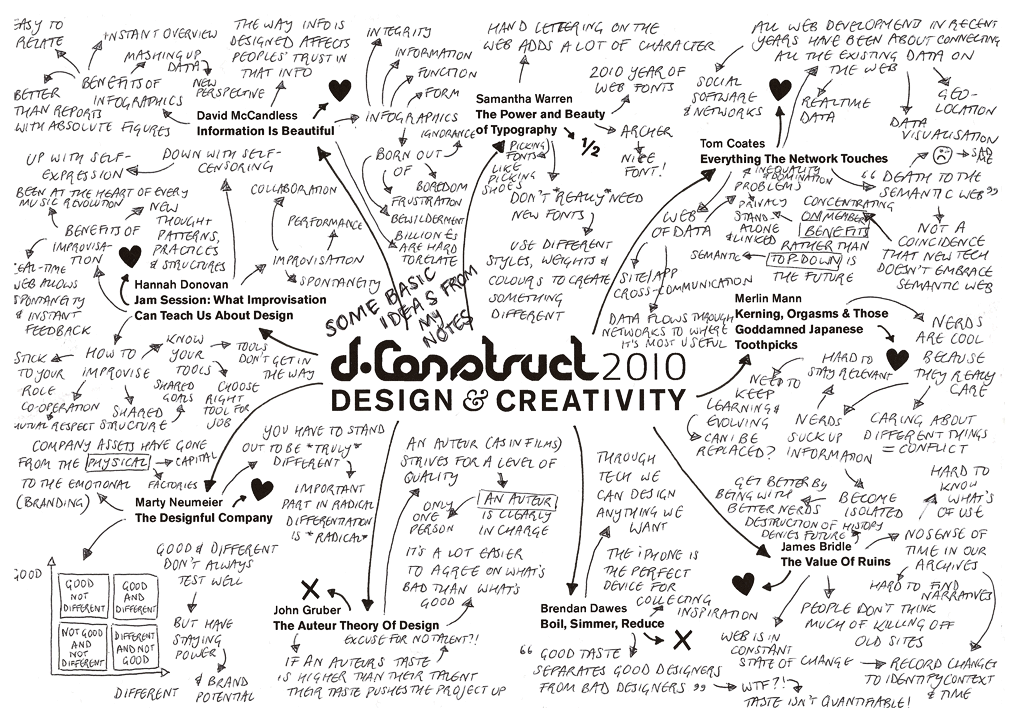 EASY TO
RELATE
INSTANT OVERVIEW
MASHING UP
DATA
NEW
PERSPECTIVE
BENEFITS OF
INFOGRAPHICS
BETTER
THAN REPORTS
WITH ABSOLUTE FIGURES
THE WAY INFO IS
DESIGNED AFFECTS
PEOPLES' TRUST IN
THAT INFO
David McCandless
Information Is Beautiful
INTEGRITY
INFORMATION
FUNCTION
FORM
INFOGRAPHICS
IGNORANCE
BORN OUT
OF
BOREDOM
FRUSTRATION
BEWILDERMENT
BILLIONS
ARE HARD
TO RELATE
HAND LETTERING ON THE
WEB ADDS A LOT OF CHARACTER
2010 YEAR OF
WEB FONTS
Samantha Warren
The Power and Beauty
of Typography
1/2
ARCHER
NICE
FONT!
PICKING
FONTS
LIKE
PICKING
SHOES
DON'T *REALLY* NEED
NEW FONTS
USE DIFFERENT
STYLES, WEIGHTS &
COLOURS TO CREATE
SOMETHING
DIFFERENT
ALL WEB DEVELOPMENT IN RECENT
YEARS HAVE BEEN ABOUT CONNECTING
ALL THE EXISTING DATA ON
THE WEB
SOCIAL
SOFTWARE
& NETWORKS
REALTIME
DATA
GEO-
LOCATION
DATA
VISUALISATION
Tom Coates
Everything The Network Touches
SAD
ME
"DEATH TO THE
SEMANTIC WEB"
INEQUALITY
DOMINATION
PROBLEMS
PRIVACY
STAND
ALONE
& LINKED
WEB
OF DATA
SEMANTIC
CONCENTRATING
ON MEMBER
BENEFITS
RATHER THAN
TOP-DOWN IS
THE FUTURE
NOT A
COINCIDENCE
THAT NEW TECH
DOESN'T EMBRACE
SEMANTIC WEB
SITE/APP
CROSS-COMMUNICATION
DATA FLOWS THROUGH
NETWORKS TO WHERE
IT'S MOST USEFUL
UP WITH SELF-
EXPRESSION
DOWN WITH SELF-
CENSORING
BEEN AT THE HEART OF EVERY
MUSIC REVOLUTION
NEW
THOUGHT
PATTERNS,
PRACTICES
& STRUCTURES
BENEFITS OF
IMPROVISA-
TION
REAL-TIME
WEB ALLOWS
SPONTANEITY
& INSTANT
FEEDBACK
COLLABORATION
PERFORMANCE
IMPROVISATION
SPONTANEITY
Hannah Donovan
Jam Session: What Improvisation
Can Teach Us About Design
STICK
TO YOUR
ROLE
HOW TO
IMPROVISE
KNOW
YOUR
TOOLS
TOOLS
DON'T GET IN
THE WAY
SHARED
GOALS
CHOOSE
RIGHT
TOOL FOR
JOB
CO-OPERATION
MUTUAL RESPECT
SHARED
STRUCTURE
SOME BASIC
IDEAS FROM
MY
NOTES
d.Construct 2010
DESIGN & CREATIVITY
Merlin Mann
Kerning, Orgasms & Those
Goddamned Japanese
Toothpicks
NERDS
ARE COOL
BECAUSE
THEY REALLY
CARE
HARD TO
STAY RELEVANT
NEED TO
KEEP
LEARNING &
EVOLVING
CAN I BE
REPLACED?
NERDS
SUCK UP
INFORMATION
CARING ABOUT
DIFFERENT THINGS
= CONFLICT
GET BETTER BY
BEING WITH
BETTER NERDS
BECOME
ISOLATED
COMPANY ASSETS HAVE GONE
FROM THE PHYSICAL
CAPITAL
FACTORIES
TO THE EMOTIONAL
(BRANDING)
Marty Neumeier
The Designful Company
YOU HAVE TO STAND
OUT TO BE *TRULY*
DIFFERENT
IMPORTANT
PART IN RADICAL
DIFFERENTIATION
IS *RADICAL*
GOOD & DIFFERENT
DON'T ALWAYS
TEST WELL
BUT HAVE
STAYING
POWER
& BRAND
POTENTIAL
GOOD
GOOD
NOT
DIFFERENT
GOOD
AND
DIFFERENT
NOT GOOD
AND
NOT
DIFFERENT
DIFFERENT
AND NOT
GOOD
DIFFERENT
AN AUTEUR (AS IN FILMS)
STRIVES FOR A LEVEL OF
QUALITY
ONLY
ONE
PERSON
AN AUTEUR
IS CLEARLY
IN CHARGE
IT'S A LOT EASIER
TO AGREE ON WHAT'S
BAD THAN WHAT'S
GOOD
X
John Gruber
The Auteur Theory Of Design
EXCUSE FOR NO TALENT?!
IF AN AUTEUR'S TASTE
IS HIGHER THAN THEIR TALENT
THEIR TASTE PUSHES THE PROJECT UP
THROUGH
TECH WE
CAN DESIGN
ANYTHING WE
WANT
THE iPHONE IS
THE PERFECT
DEVICE FOR
COLLECTING
INSPIRATION
Brendan Dawes
Boil, Simmer, Reduce
X
"GOOD TASTE
SEPARATES GOOD DESIGNERS
FROM BAD DESIGNERS"
WTF?!
TASTE ISN'T QUANTIFIABLE!
DESTRUCTION OF HISTORY
DENIES FUTURE
James Bridle
The Value Of Ruins
HARD TO
KNOW
WHAT'S
OF USE
NO SENSE OF
TIME IN OUR
ARCHIVES
HARD TO FIND
NARRATIVES
PEOPLE DON'T THINK
MUCH OF KILLING OFF
OLD SITES
WEB IS IN
CONSTANT
STATE OF CHANGE
RECORD CHANGES
TO IDENTIFY CONTEXT
& TIME